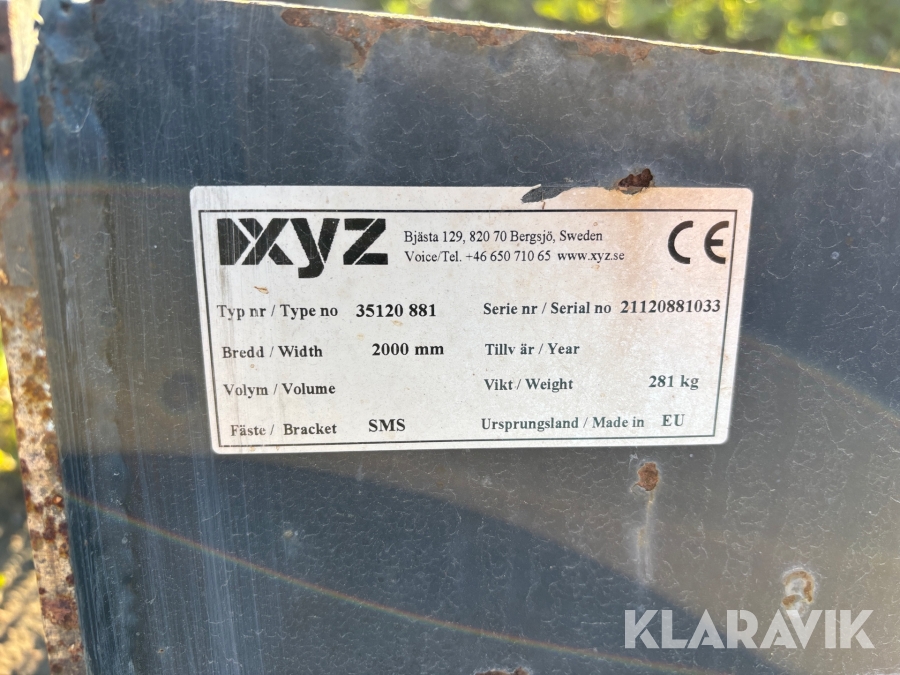 XYZ
Bjästa 129, 820 70 Bergsjö, Sweden
Voice/Tel. +46 650 710 65 www.xyz.se
CE
Typ nr / Type no 35120 881 Serie nr / Serial no 21120881033
Bredd / Width 2000 mm Tillv är / Year
Volym / Volume Vikt / Weight 281 kg
Fäste / Bracket SMS Ursprungsland / Made in EU
KLARAVIK